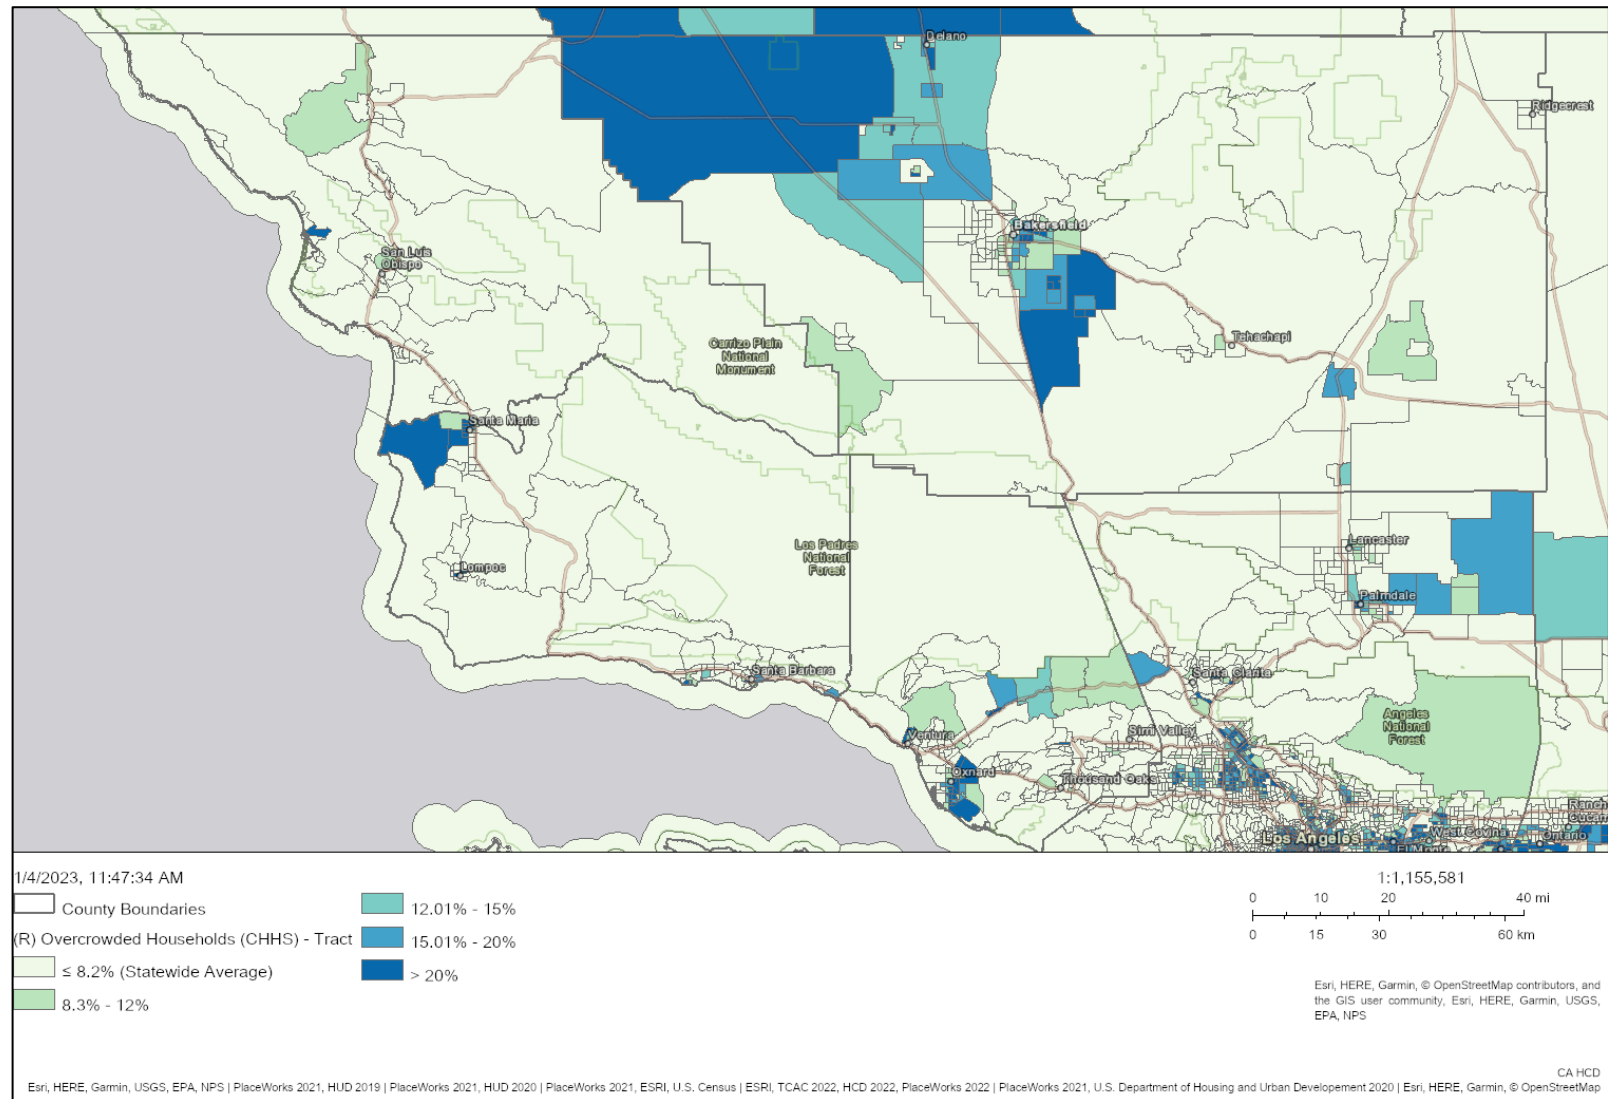 Delano
Ridgecrest
Bakersfield
San Luis
Obispo
Tehachapi
Carrizo Plain
National
Monument
Santa Maria
Los Padres
National
Forest
Lancaster
Lompoc
Palmdale
Santa Barbara
Santa Clarita
Angeles
National
Forest
Ventura
Simi Valley
Oxnard
Thousand Oaks
Los Angeles
West Covina
El Monte
Ontario
1/4/2023, 11:47:34 AM
County Boundaries
(R) Overcrowded Households (CHHS) - Tract
≤ 8.2% (Statewide Average)
8.3% - 12%
12.01% - 15%
15.01% - 20%
> 20%
1:1,155,581
0 10 20 40 mi
0 15 30 60 km
Esri, HERE, Garmin, © OpenStreetMap contributors, and
the GIS user community, Esri, HERE, Garmin, USGS,
EPA, NPS
CA HCD
Esri, HERE, Garmin, USGS, EPA, NPS | PlaceWorks 2021, HUD 2019 | PlaceWorks 2021, HUD 2020 | PlaceWorks 2021, ESRI, U.S. Census | ESRI, TCAC 2022, HCD 2022, PlaceWorks 2022 | PlaceWorks 2021, U.S. Department of Housing and Urban Developement 2020 | Esri, HERE, Garmin, © OpenStreetMap